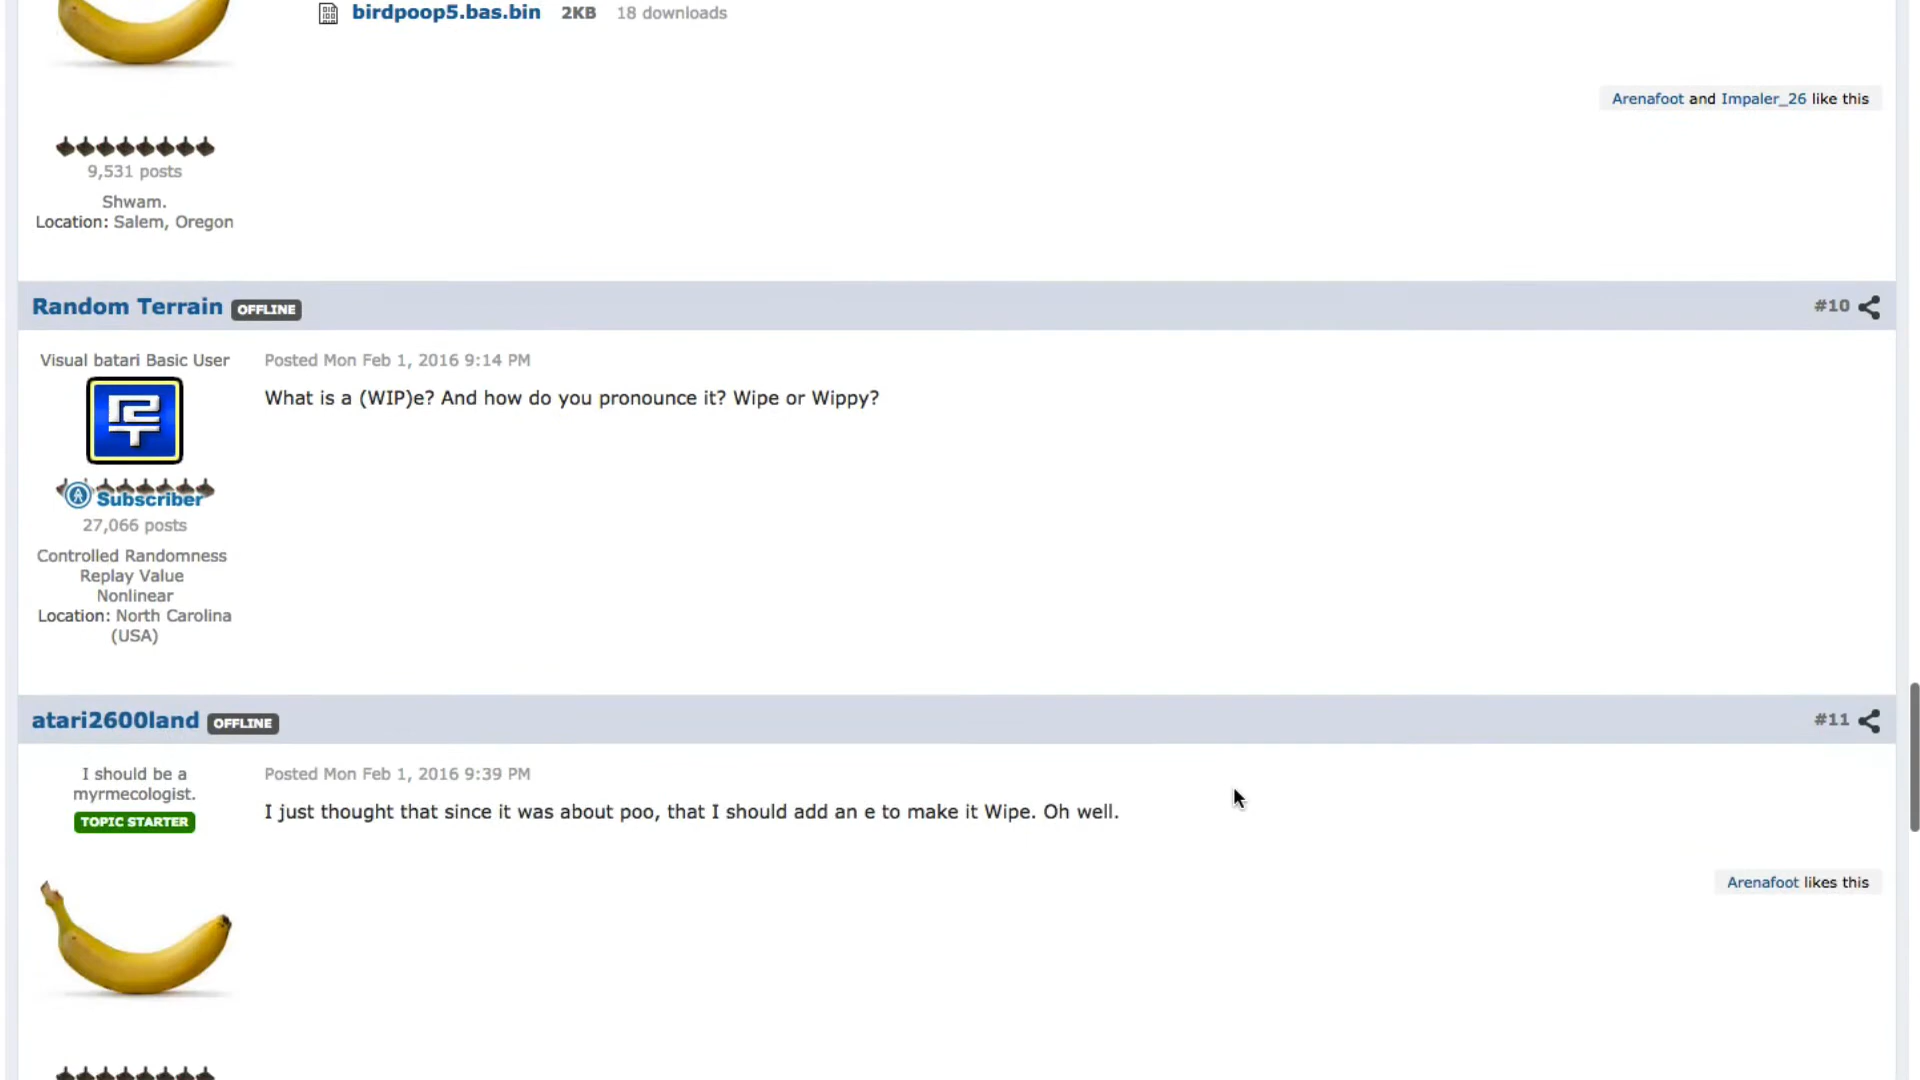 birdpoop5.bas.bin 2KB 18 downloads
Arenafoot and Impaler_26 like this
9,531 posts
Shwam.
Location: Salem, Oregon
Random Terrain OFFLINE #10
Visual batari Basic User
Posted Mon Feb 1, 2016 9:14 PM
What is a (WIP)e? And how do you pronounce it? Wipe or Wippy?
Subscriber
27,066 posts
Controlled Randomness
Replay Value
Nonlinear
Location: North Carolina
(USA)
atari2600land OFFLINE #11
I should be a
myrmecologist.
TOPIC STARTER
Posted Mon Feb 1, 2016 9:39 PM
I just thought that since it was about poo, that I should add an e to make it Wipe. Oh well.
Arenafoot likes this